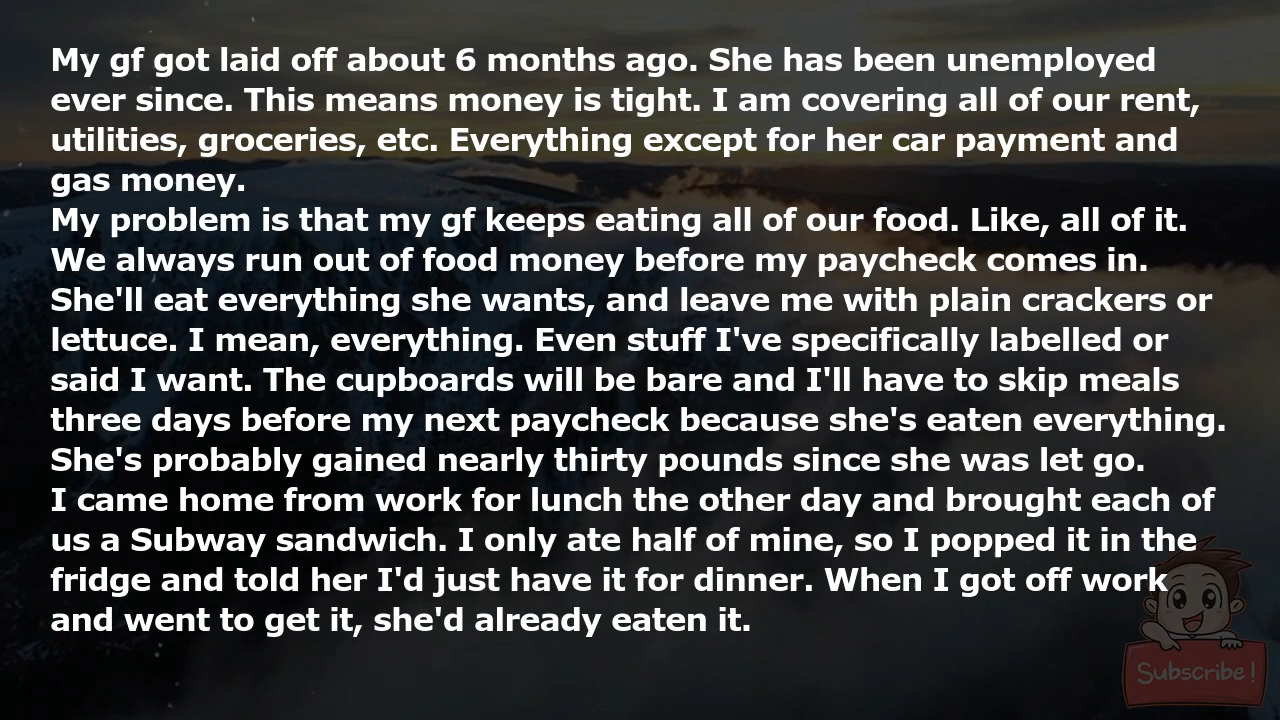 My gf got laid off about 6 months ago. She has been unemployed
ever since. This means money is tight. I am covering all of our rent,
utilities, groceries, etc. Everything except for her car payment and
gas money.
My problem is that my gf keeps eating all of our food. Like, all of it.
We always run out of food money before my paycheck comes in.
She'll eat everything she wants, and leave me with plain crackers or
lettuce. I mean, everything. Even stuff I've specifically labelled or
said I want. The cupboards will be bare and I'll have to skip meals
three days before my next paycheck because she's eaten everything.
She's probably gained nearly thirty pounds since she was let go.
I came home from work for lunch the other day and brought each of
us a Subway sandwich. I only ate half of mine, so I popped it in the
fridge and told her I'd just have it for dinner. When I got off work
and went to get it, she'd already eaten it.
Subscribe!